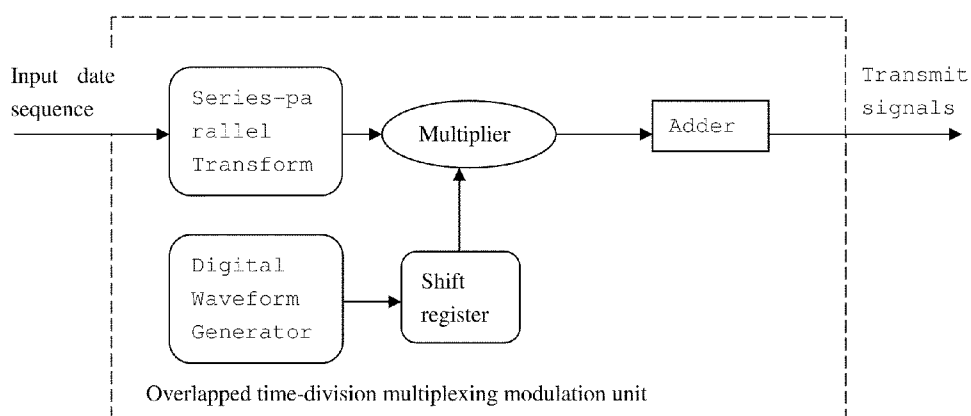 Input date
sequence
Series-pa
rallel
Transform
Multiplier
Adder
Transmit
signals
Digital
Waveform
Generator
Shift
register
Overlapped time-division multiplexing modulation unit